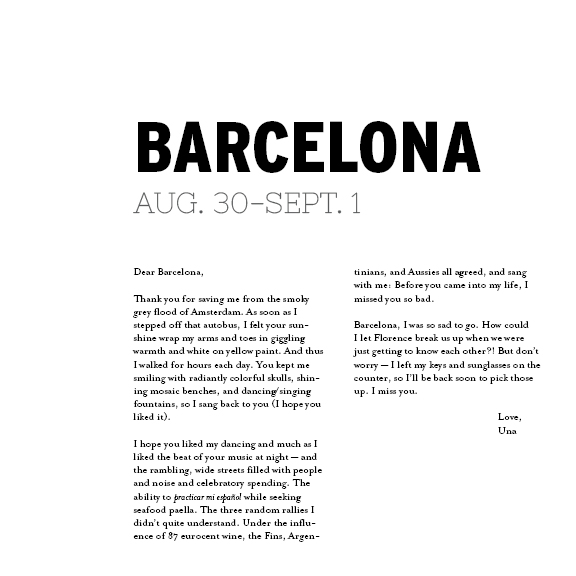 BARCELONA
AUG. 30–SEPT. 1
Dear Barcelona,
Thank you for saving me from the smoky
grey flood of Amsterdam. As soon as I
stepped off that autobus, I felt your sun-
shine wrap my arms and toes in giggling
warmth and white on yellow paint. And thus
I walked for hours each day. You kept me
smiling with radiantly colorful skulls, shin-
ing mosaic benches, and dancing/singing
fountains, so I sang back to you (I hope you
liked it).
I hope you liked my dancing and much as I
liked the beat of your music at night — and
the rambling, wide streets filled with people
and noise and celebratory spending. The
ability to practicar mi español while seeking
seafood paella. The three random rallies I
didn't quite understand. Under the influ-
ence of 87 eurocent wine, the Fins, Argen-
tinians, and Aussies all agreed, and sang
with me: Before you came into my life, I
missed you so bad.
Barcelona, I was so sad to go. How could
I let Florence break us up when we were
just getting to know each other?! But don't
worry — I left my keys and sunglasses on the
counter, so I'll be back soon to pick those
up. I miss you.
Love,
Una